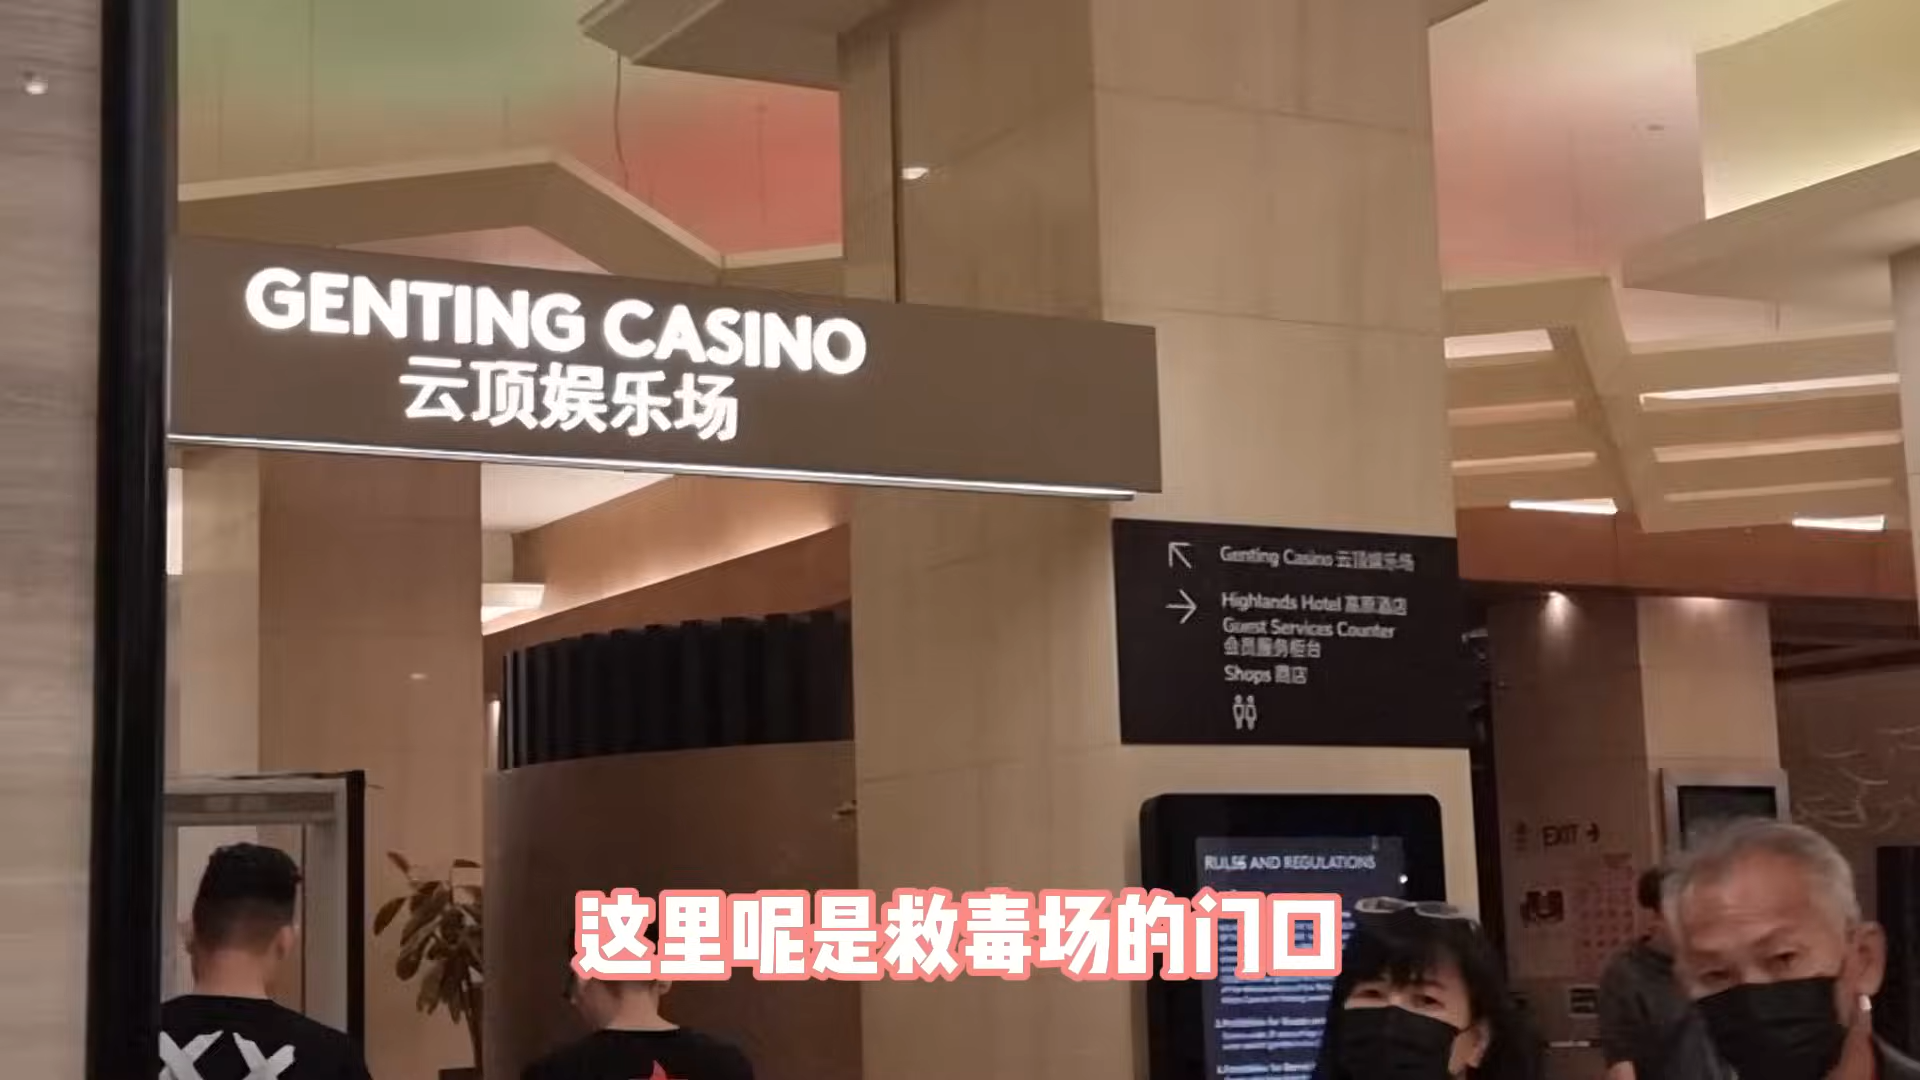 GENTING CASINO
云顶娱乐场
Genting Casino 云顶娱乐场
Highlands Hotel 高原酒店
Guest Services Counter
会员服务柜台
Shops 商店
EXIT
RULES AND REGULATIONS
这里呢是救毒场的门口